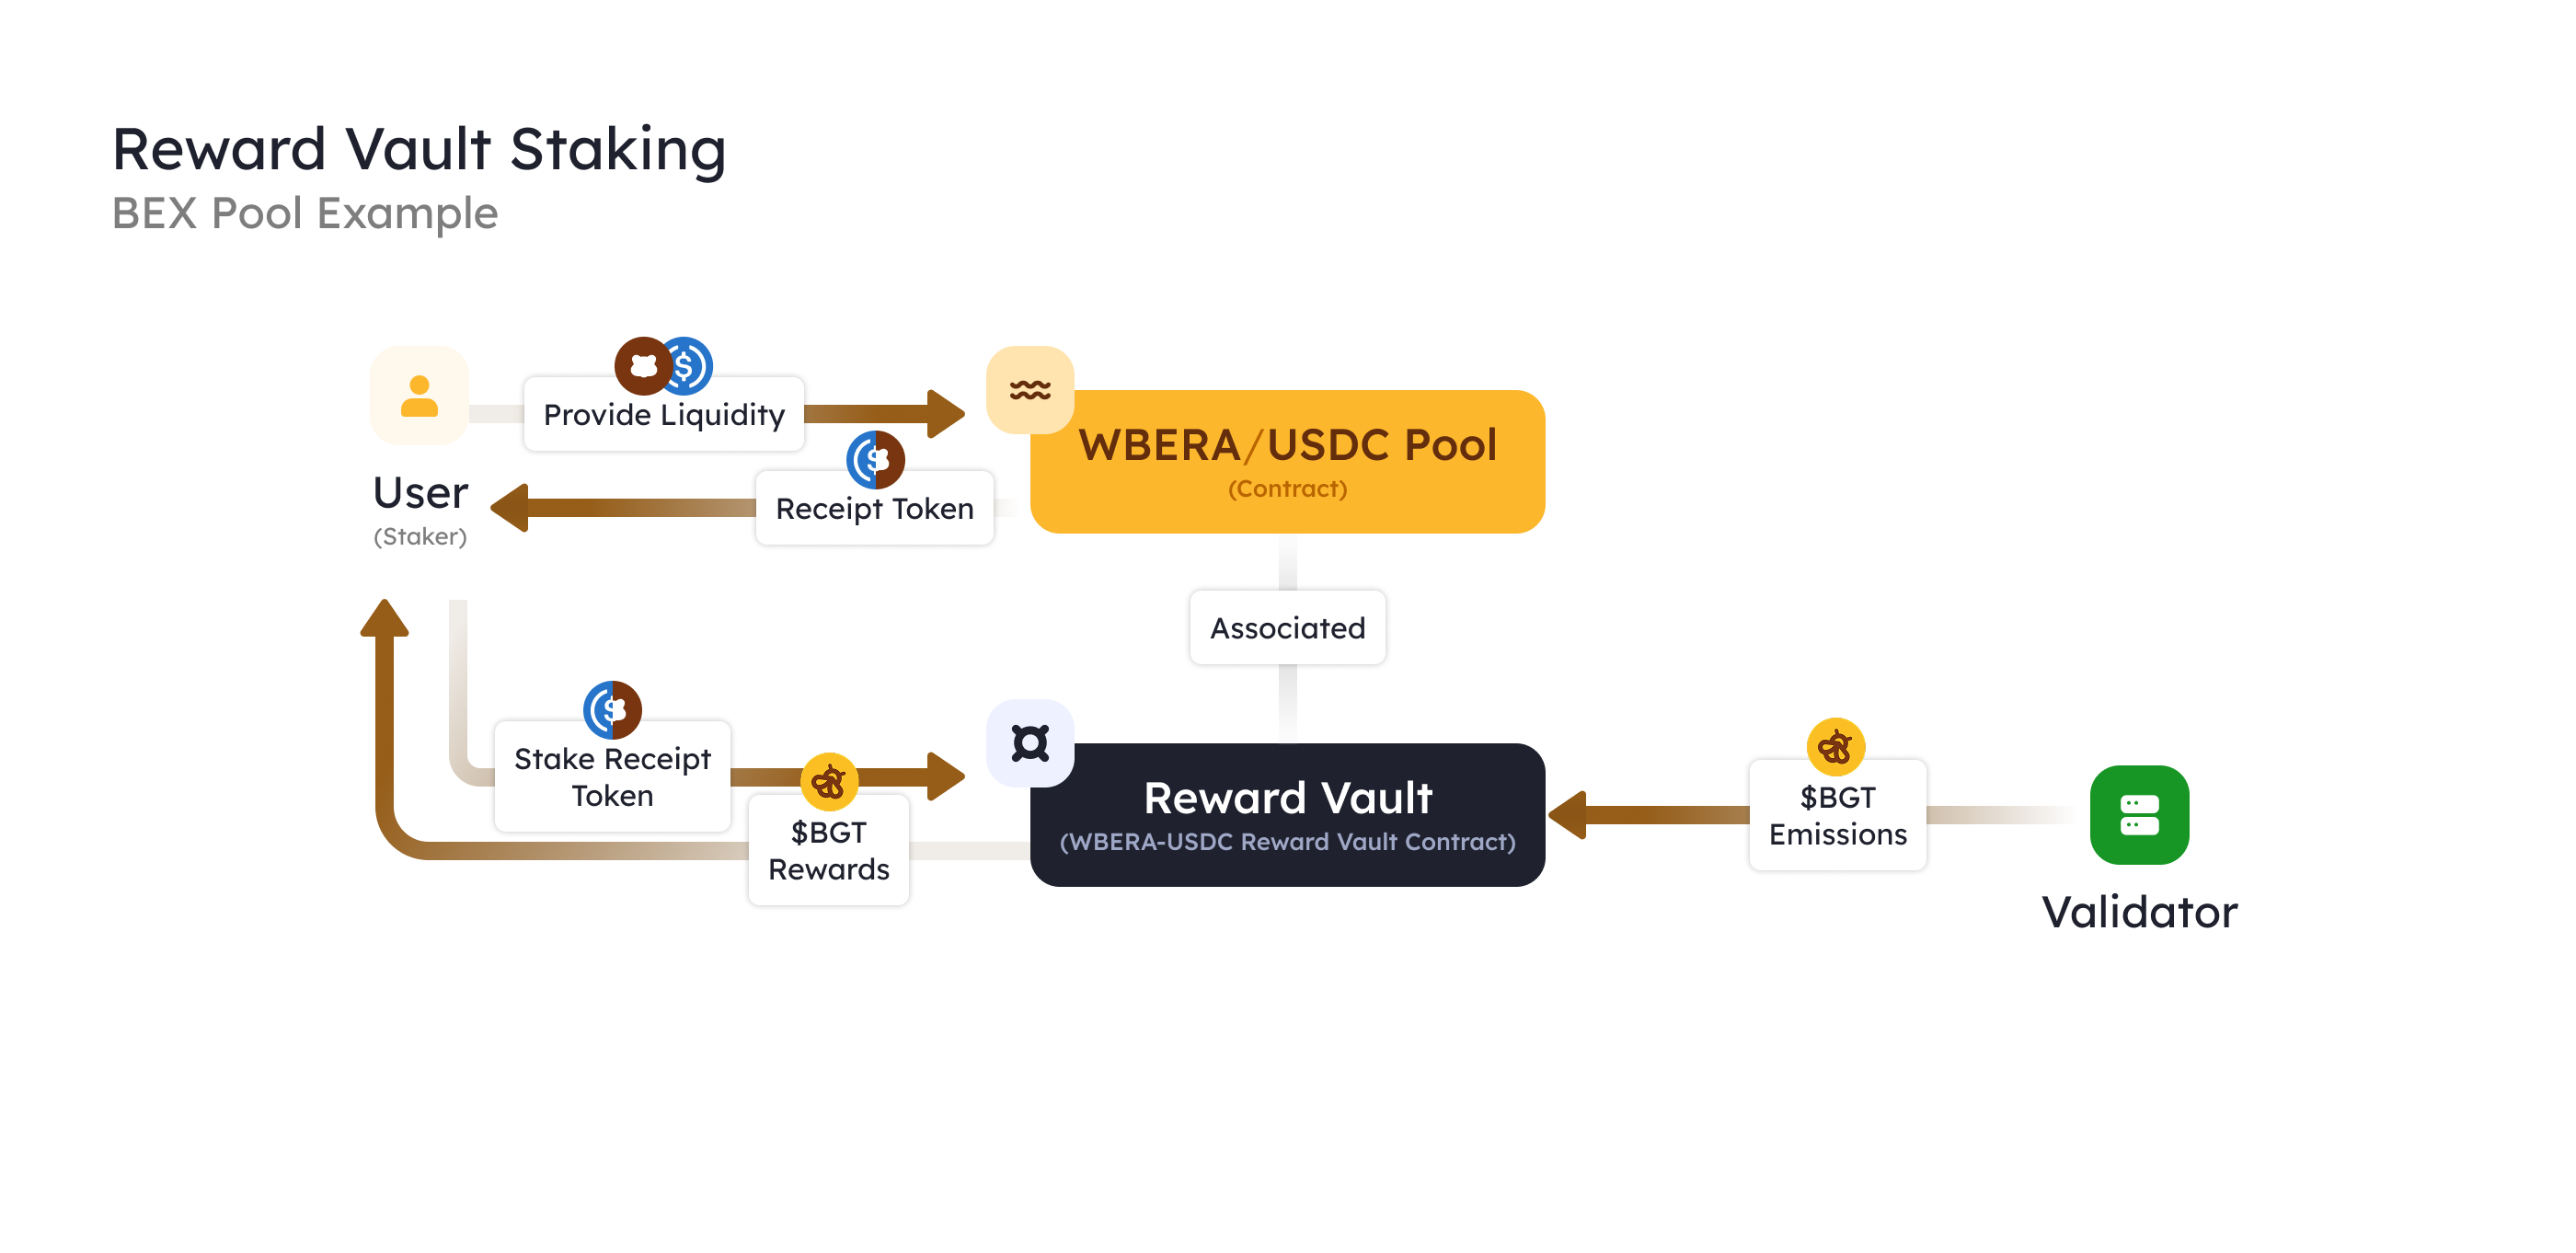 Reward Vault Staking
BEX Pool Example
Provide Liquidity
WBERA/USDC Pool
(Contract)
Receipt Token
User
(Staker)
Associated
Stake Receipt
Token
$BGT
Rewards
Reward Vault
(WBERA-USDC Reward Vault Contract)
$BGT
Emissions
Validator